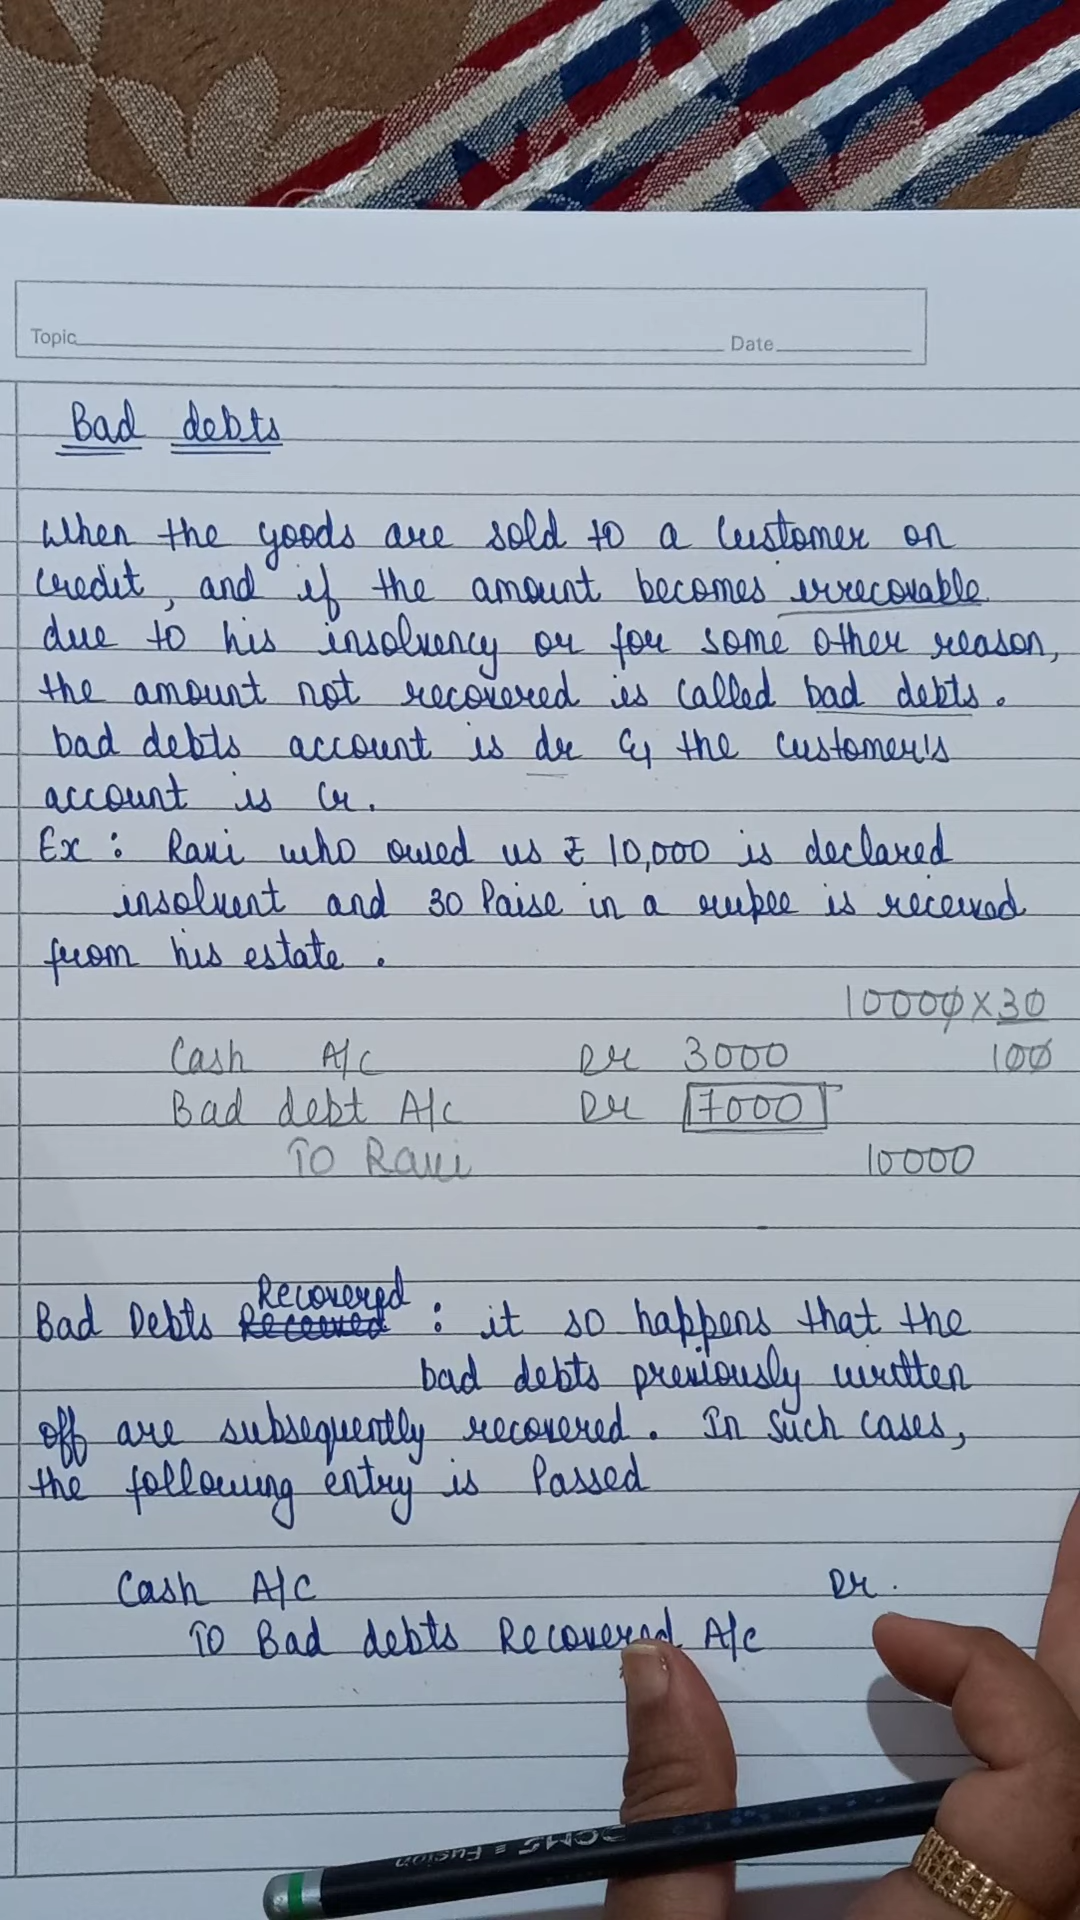 Topic Date
Bad debts
When the goods are sold to a customer on
credit, and if the amount becomes irrecovable
due to his insolvency or for some other reason,
the amount not recovered is called bad debts.
bad debts account is dr & the customer's
account is Cr.
Ex: Ravi who owed us ₹ 10,000 is declared
insolvent and 30 Paise in a rupee is received
from his estate.
10000 × 30
100
Cash A/c Dr 3000
Bad debt A/c Dr 7000
To Ravi 10000
Recovered
Bad Debts Received : it so happens that the
bad debts previously written
off are subsequently recovered. In such cases,
the following entry is Passed
Cash A/c Dr.
To Bad debts Recovered A/c
DOMS = Fusion